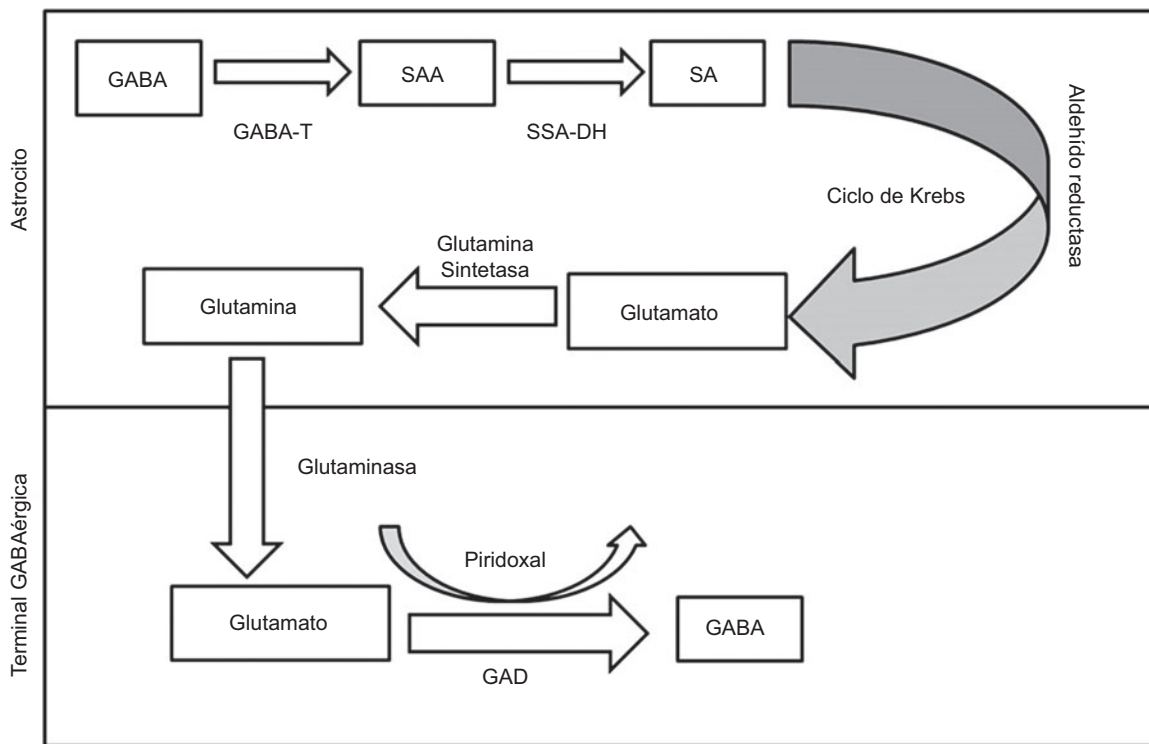 Astrocito
GABA
GABA-T
SAA
SSA-DH
SA
Aldehído reductasa
Ciclo de Krebs
Glutamina
Sintetasa
Glutamina
Glutamato
Terminal GABAérgica
Glutaminasa
Piridoxal
Glutamato
GAD
GABA